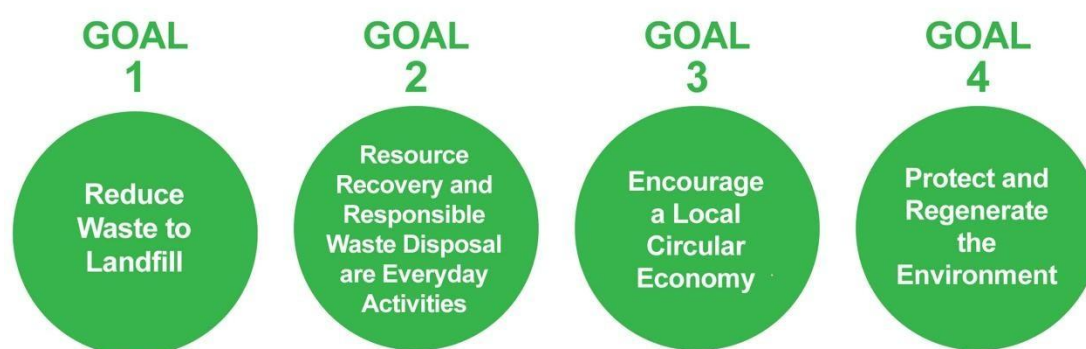 GOAL
1
Reduce
Waste to
Landfill
GOAL
2
Resource
Recovery and
Responsible
Waste Disposal
are Everyday
Activities
GOAL
3
Encourage
a Local
Circular
Economy
GOAL
4
Protect and
Regenerate
the
Environment